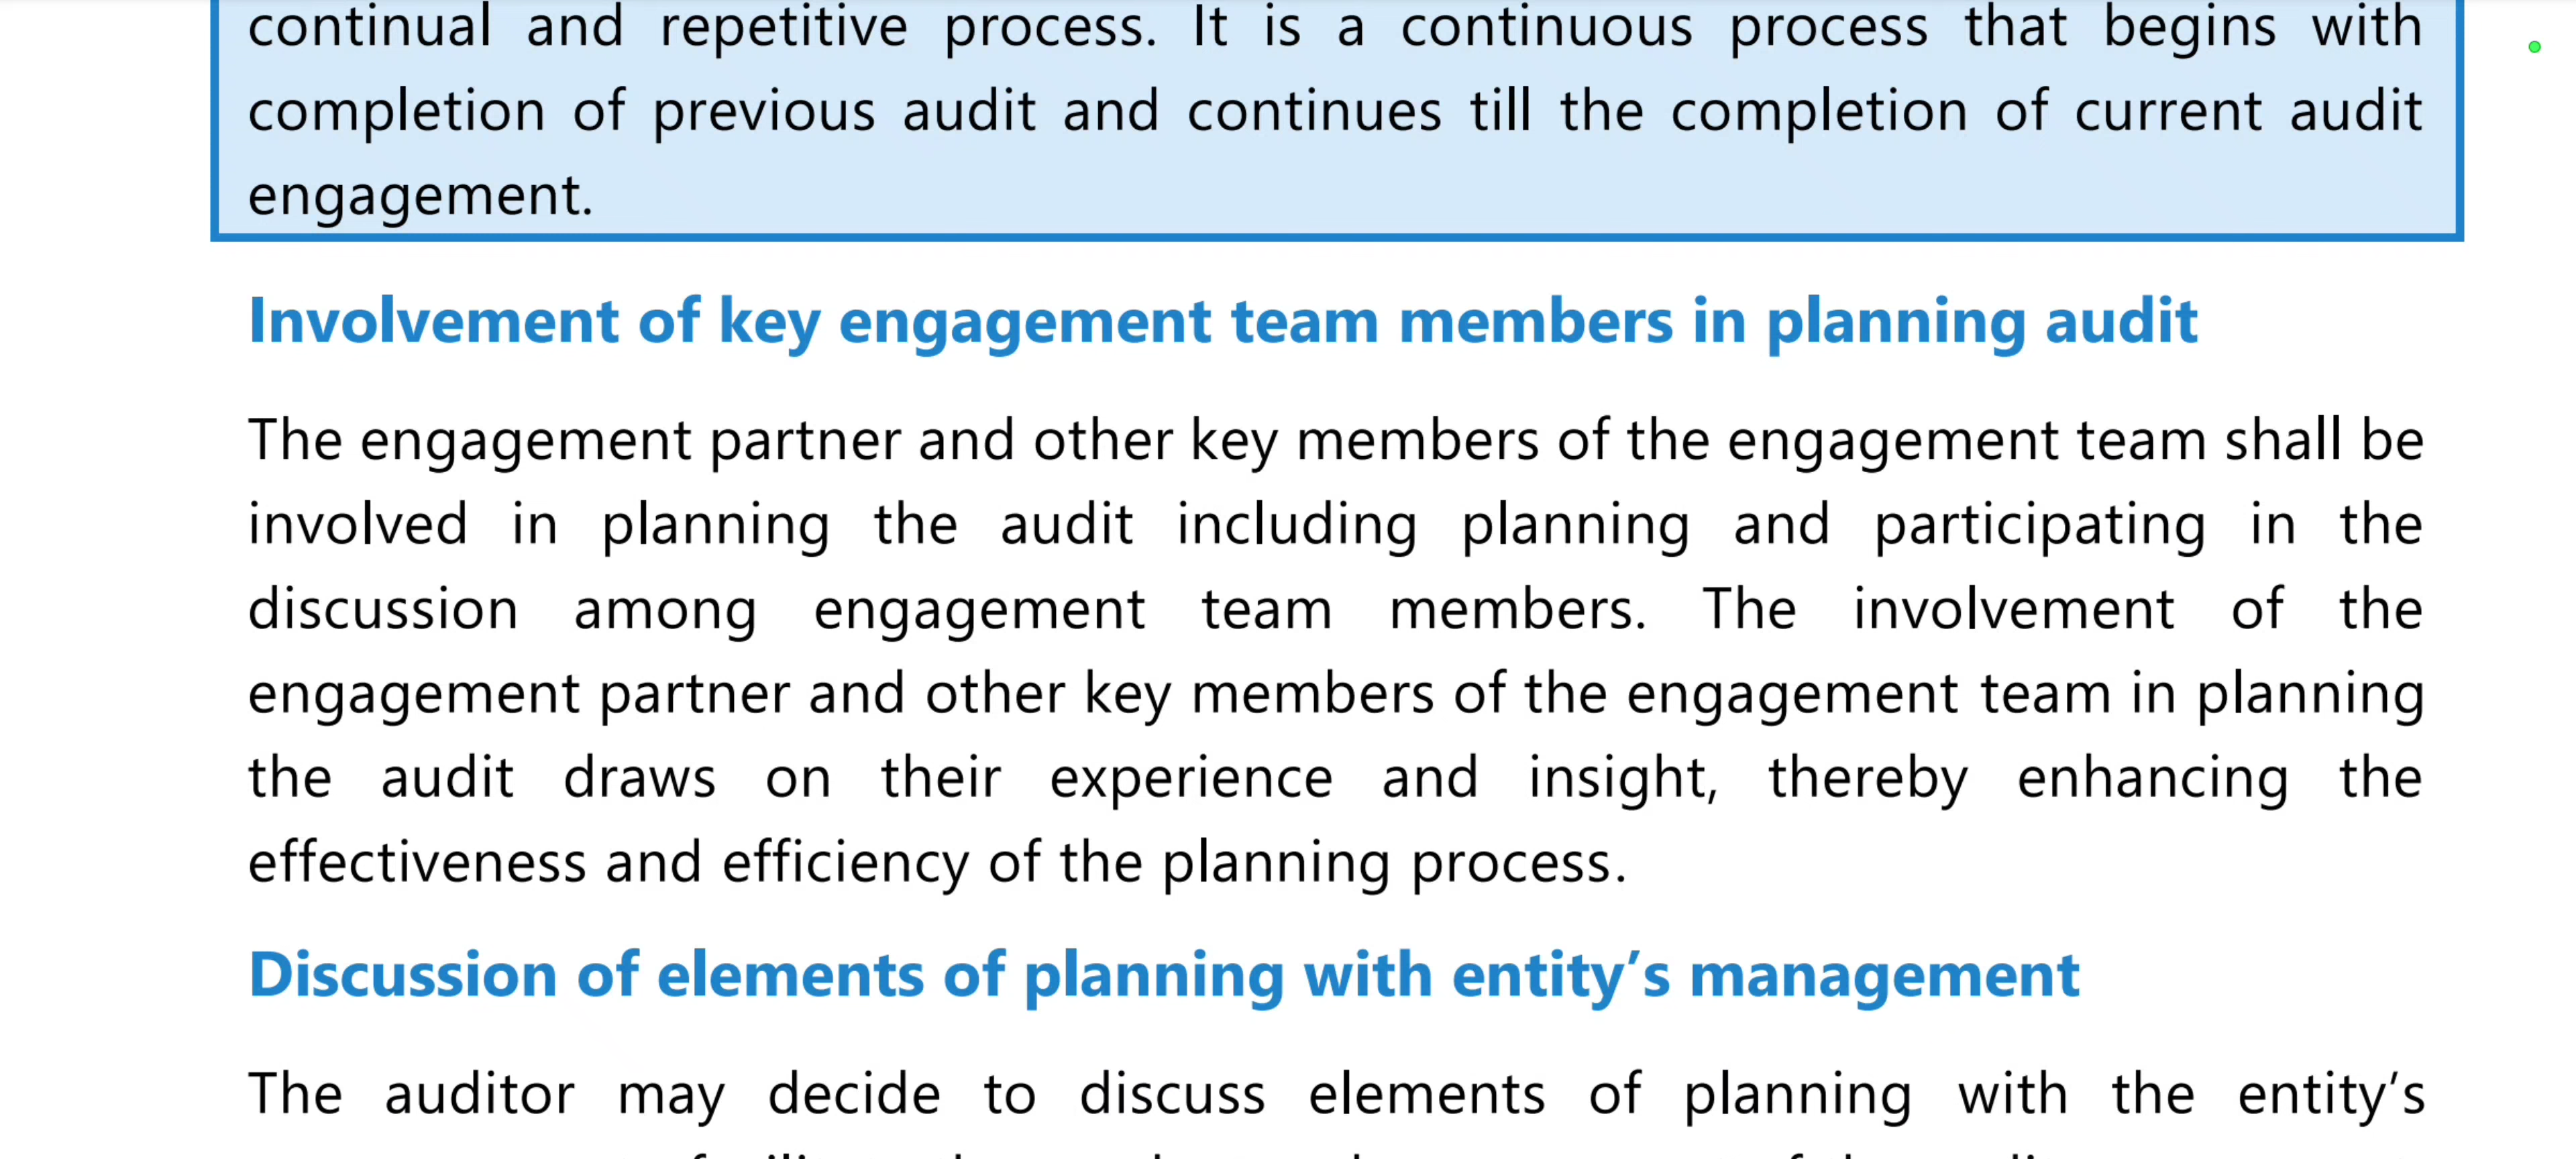 continual and repetitive process. It is a continuous process that begins with
completion of previous audit and continues till the completion of current audit
engagement.
Involvement of key engagement team members in planning audit
The engagement partner and other key members of the engagement team shall be
involved in planning the audit including planning and participating in the
discussion among engagement team members. The involvement of the
engagement partner and other key members of the engagement team in planning
the audit draws on their experience and insight, thereby enhancing the
effectiveness and efficiency of the planning process.
Discussion of elements of planning with entity’s management
The auditor may decide to discuss elements of planning with the entity’s